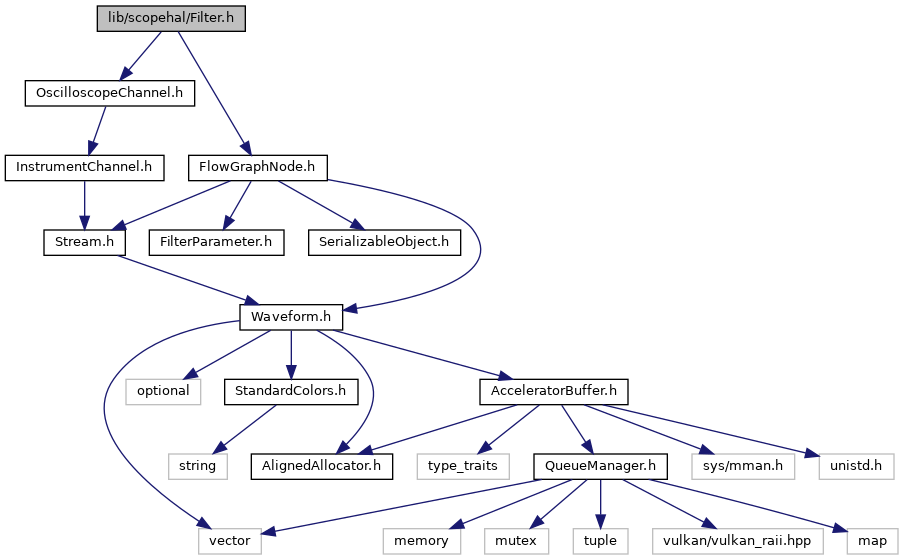 lib/scopehal/Filter.h
OscilloscopeChannel.h
InstrumentChannel.h
FlowGraphNode.h
Stream.h
FilterParameter.h
SerializableObject.h
Waveform.h
optional
StandardColors.h
AcceleratorBuffer.h
string
AlignedAllocator.h
type_traits
QueueManager.h
sys/mman.h
unistd.h
vector
memory
mutex
tuple
vulkan/vulkan_raii.hpp
map